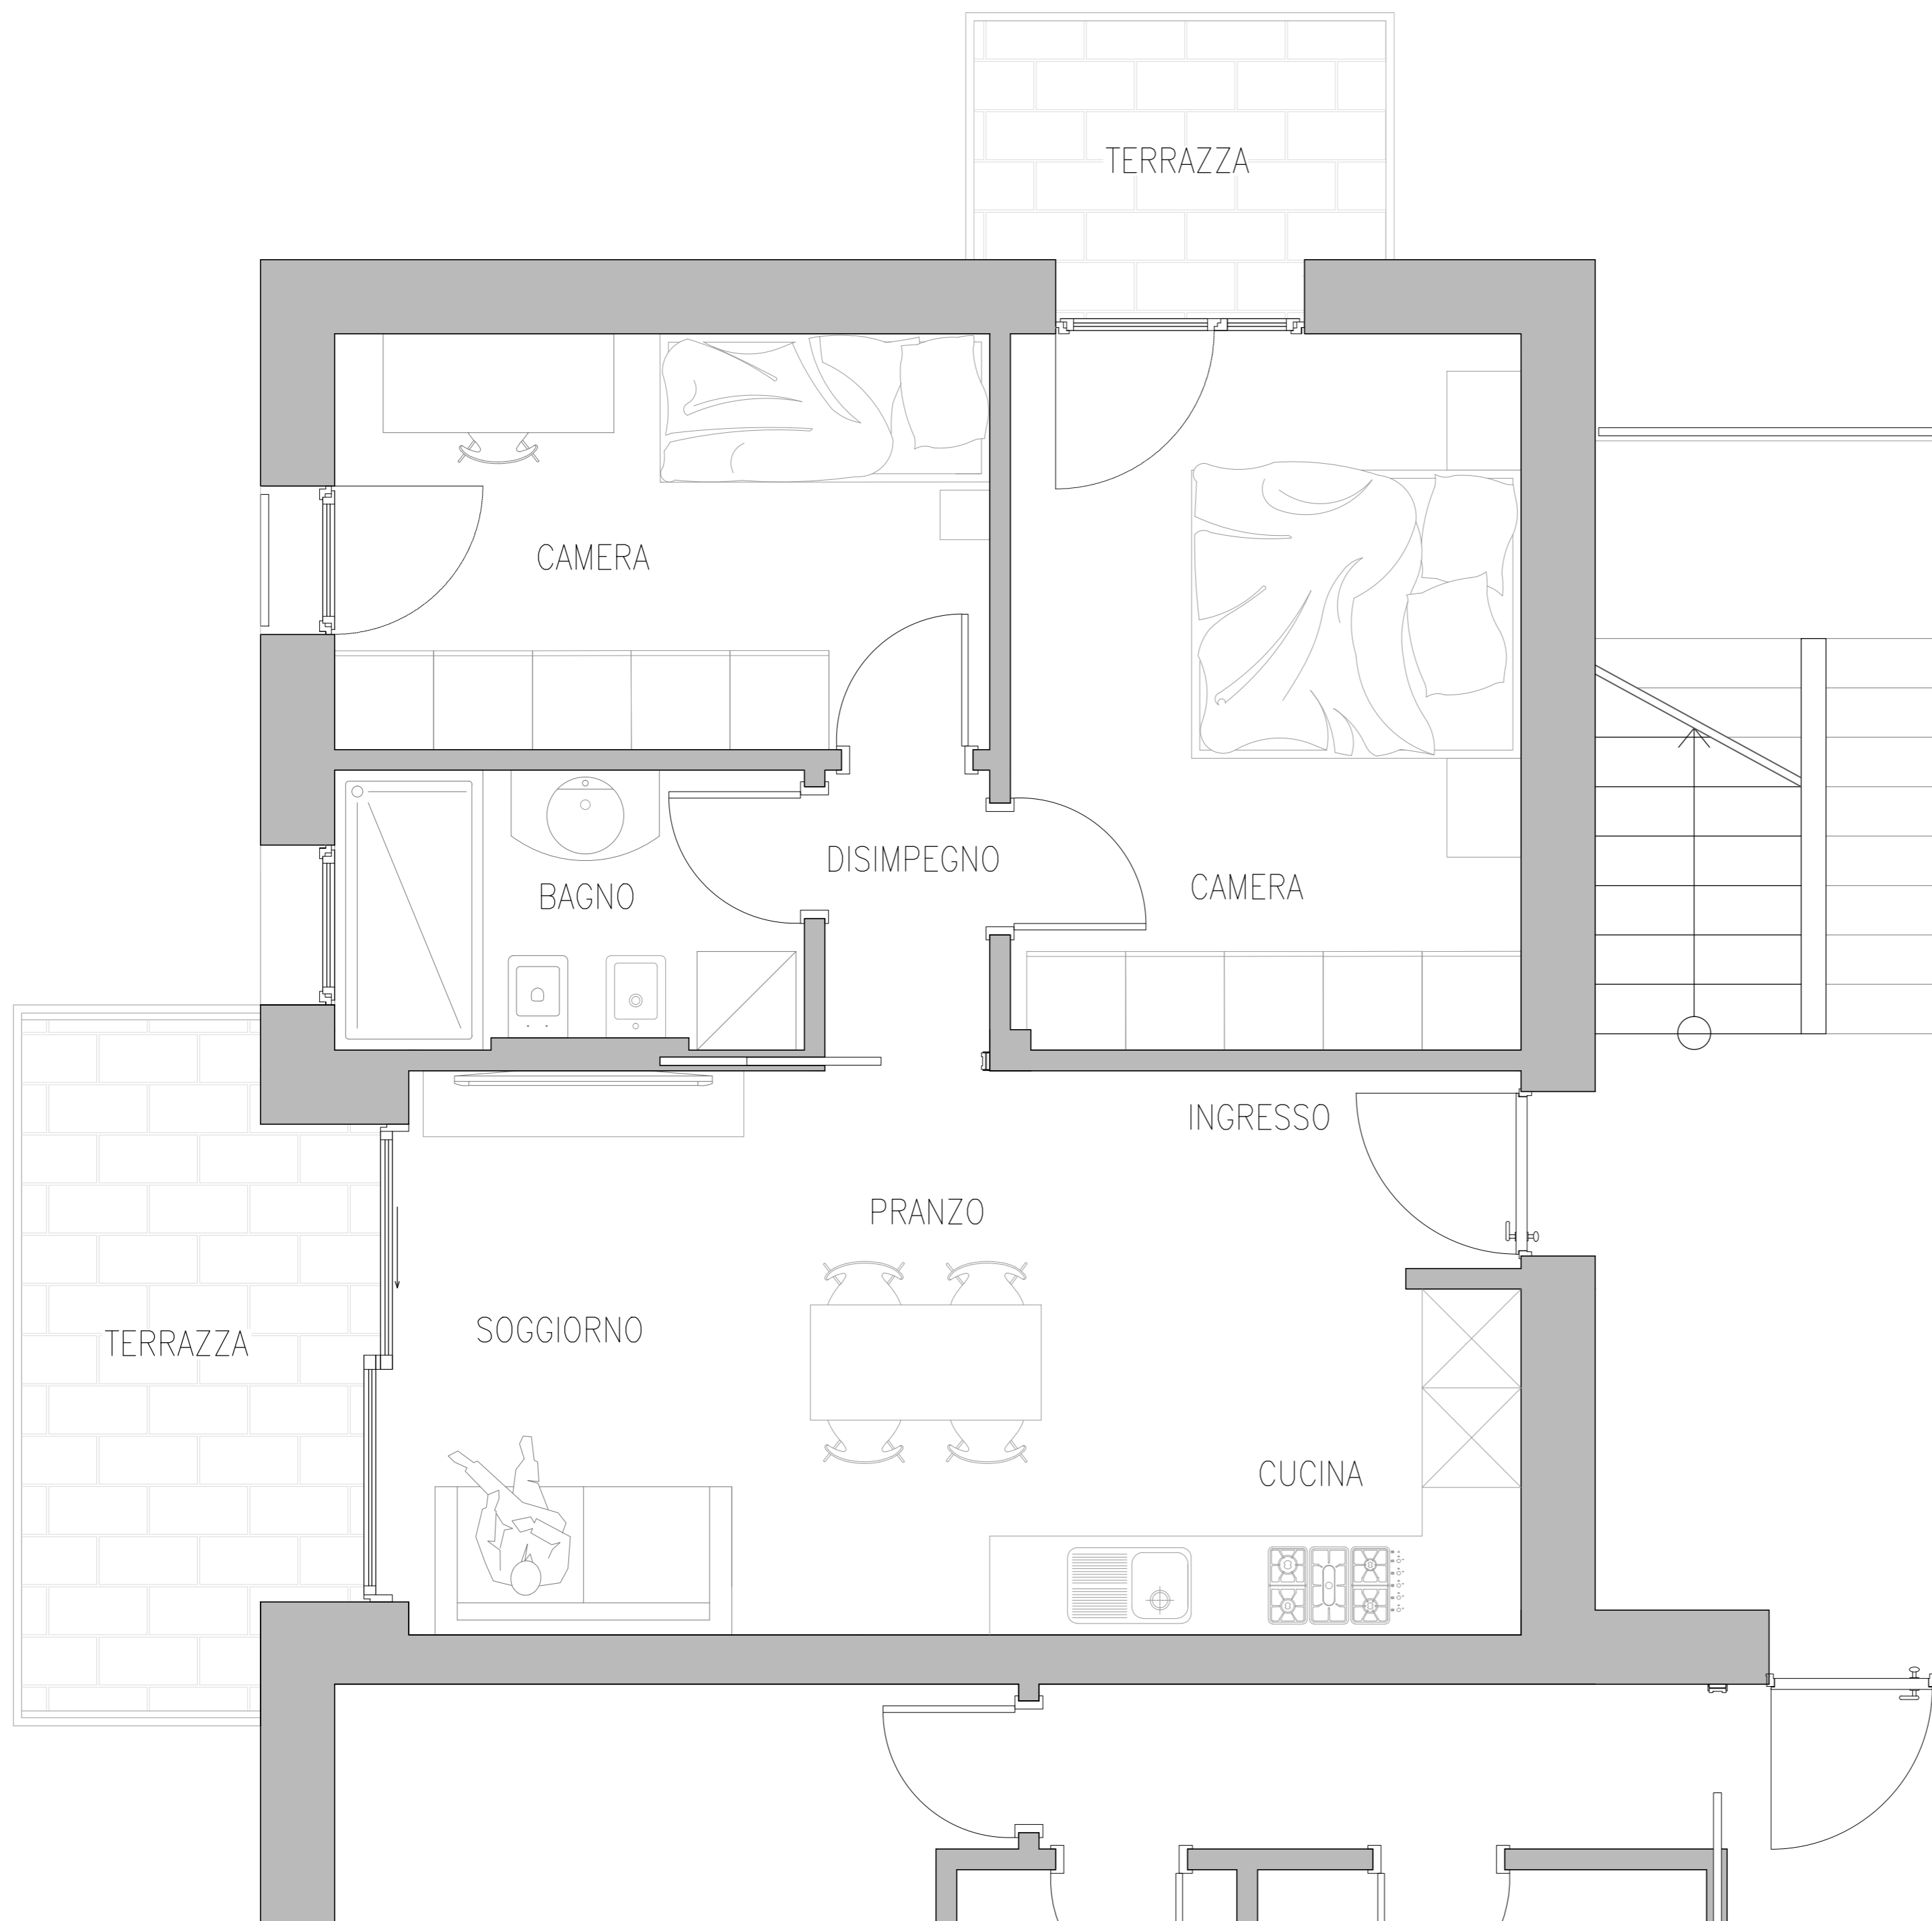 TERRAZZA
CAMERA
DISIMPEGNO
BAGNO
CAMERA
INGRESSO
PRANZO
SOGGIORNO
TERRAZZA
CUCINA